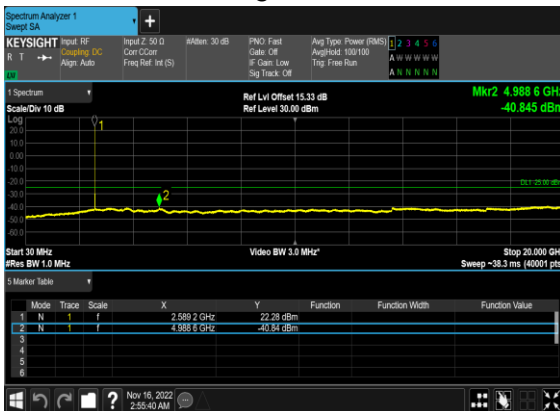 Spectrum Analyzer 1
Swept SA
KEYSIGHT
R T
Input: RF
Coupling: DC
Align: Auto
Input Z: 50 Ω
Corr CCorr
Freq Ref: Int (S)
#Atten: 30 dB
PNO: Fast
Gate: Off
IF Gain: Low
Sig Track: Off
Avg Type: Power (RMS)
Avg|Hold: 100/100
Trig: Free Run
1 2 3 4 5 6
A W W W W W
A N N N N N
LV
1 Spectrum
Scale/Div 10 dB
Ref Lvl Offset 15.33 dB
Ref Level 30.00 dBm
Mkr2 4.988 6 GHz
-40.845 dBm
Log
20.0
10.0
0.00
-10.0
-20.0
-30.0
-40.0
-50.0
-60.0
1
2
DL1 -25.00 dBm
Start 30 MHz
#Res BW 1.0 MHz
Video BW 3.0 MHz*
Stop 20.000 GHz
Sweep ~38.3 ms (40001 pts)
5 Marker Table
Mode Trace Scale X Y Function Function Width Function Value
1 N 1 f 2.589 2 GHz 22.28 dBm
2 N 1 f 4.988 6 GHz -40.84 dBm
3
4
5
6
?
Nov 16, 2022
2:55:40 AM